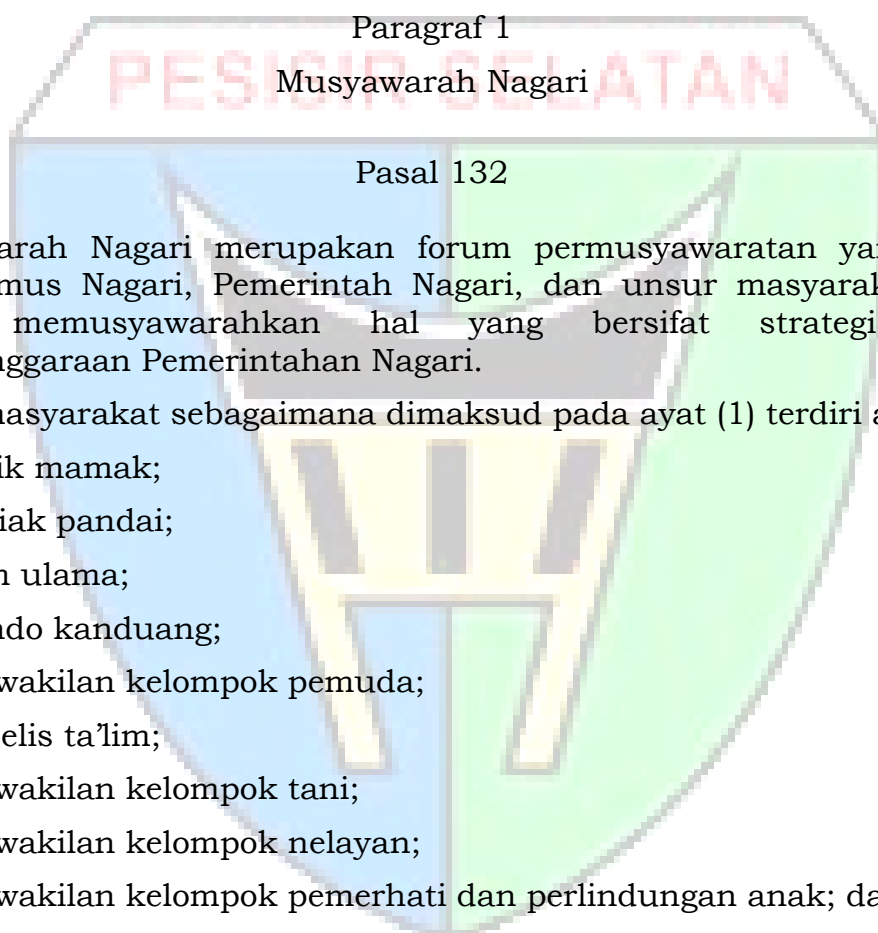 Paragraf 1
PESISIR SELATAN
Musyawarah Nagari
Pasal 132
arah Nagari merupakan forum permusyawaratan ya
mus Nagari, Pemerintah Nagari, dan unsur masyarak
memusyawarahkan hal yang bersifat strategi
nggaraan Pemerintahan Nagari.
masyarakat sebagaimana dimaksud pada ayat (1) terdiri a
ik mamak;
iak pandai;
n ulama;
ndo kanduang;
wakilan kelompok pemuda;
elis ta’lim;
wakilan kelompok tani;
wakilan kelompok nelayan;
wakilan kelompok pemerhati dan perlindungan anak; da